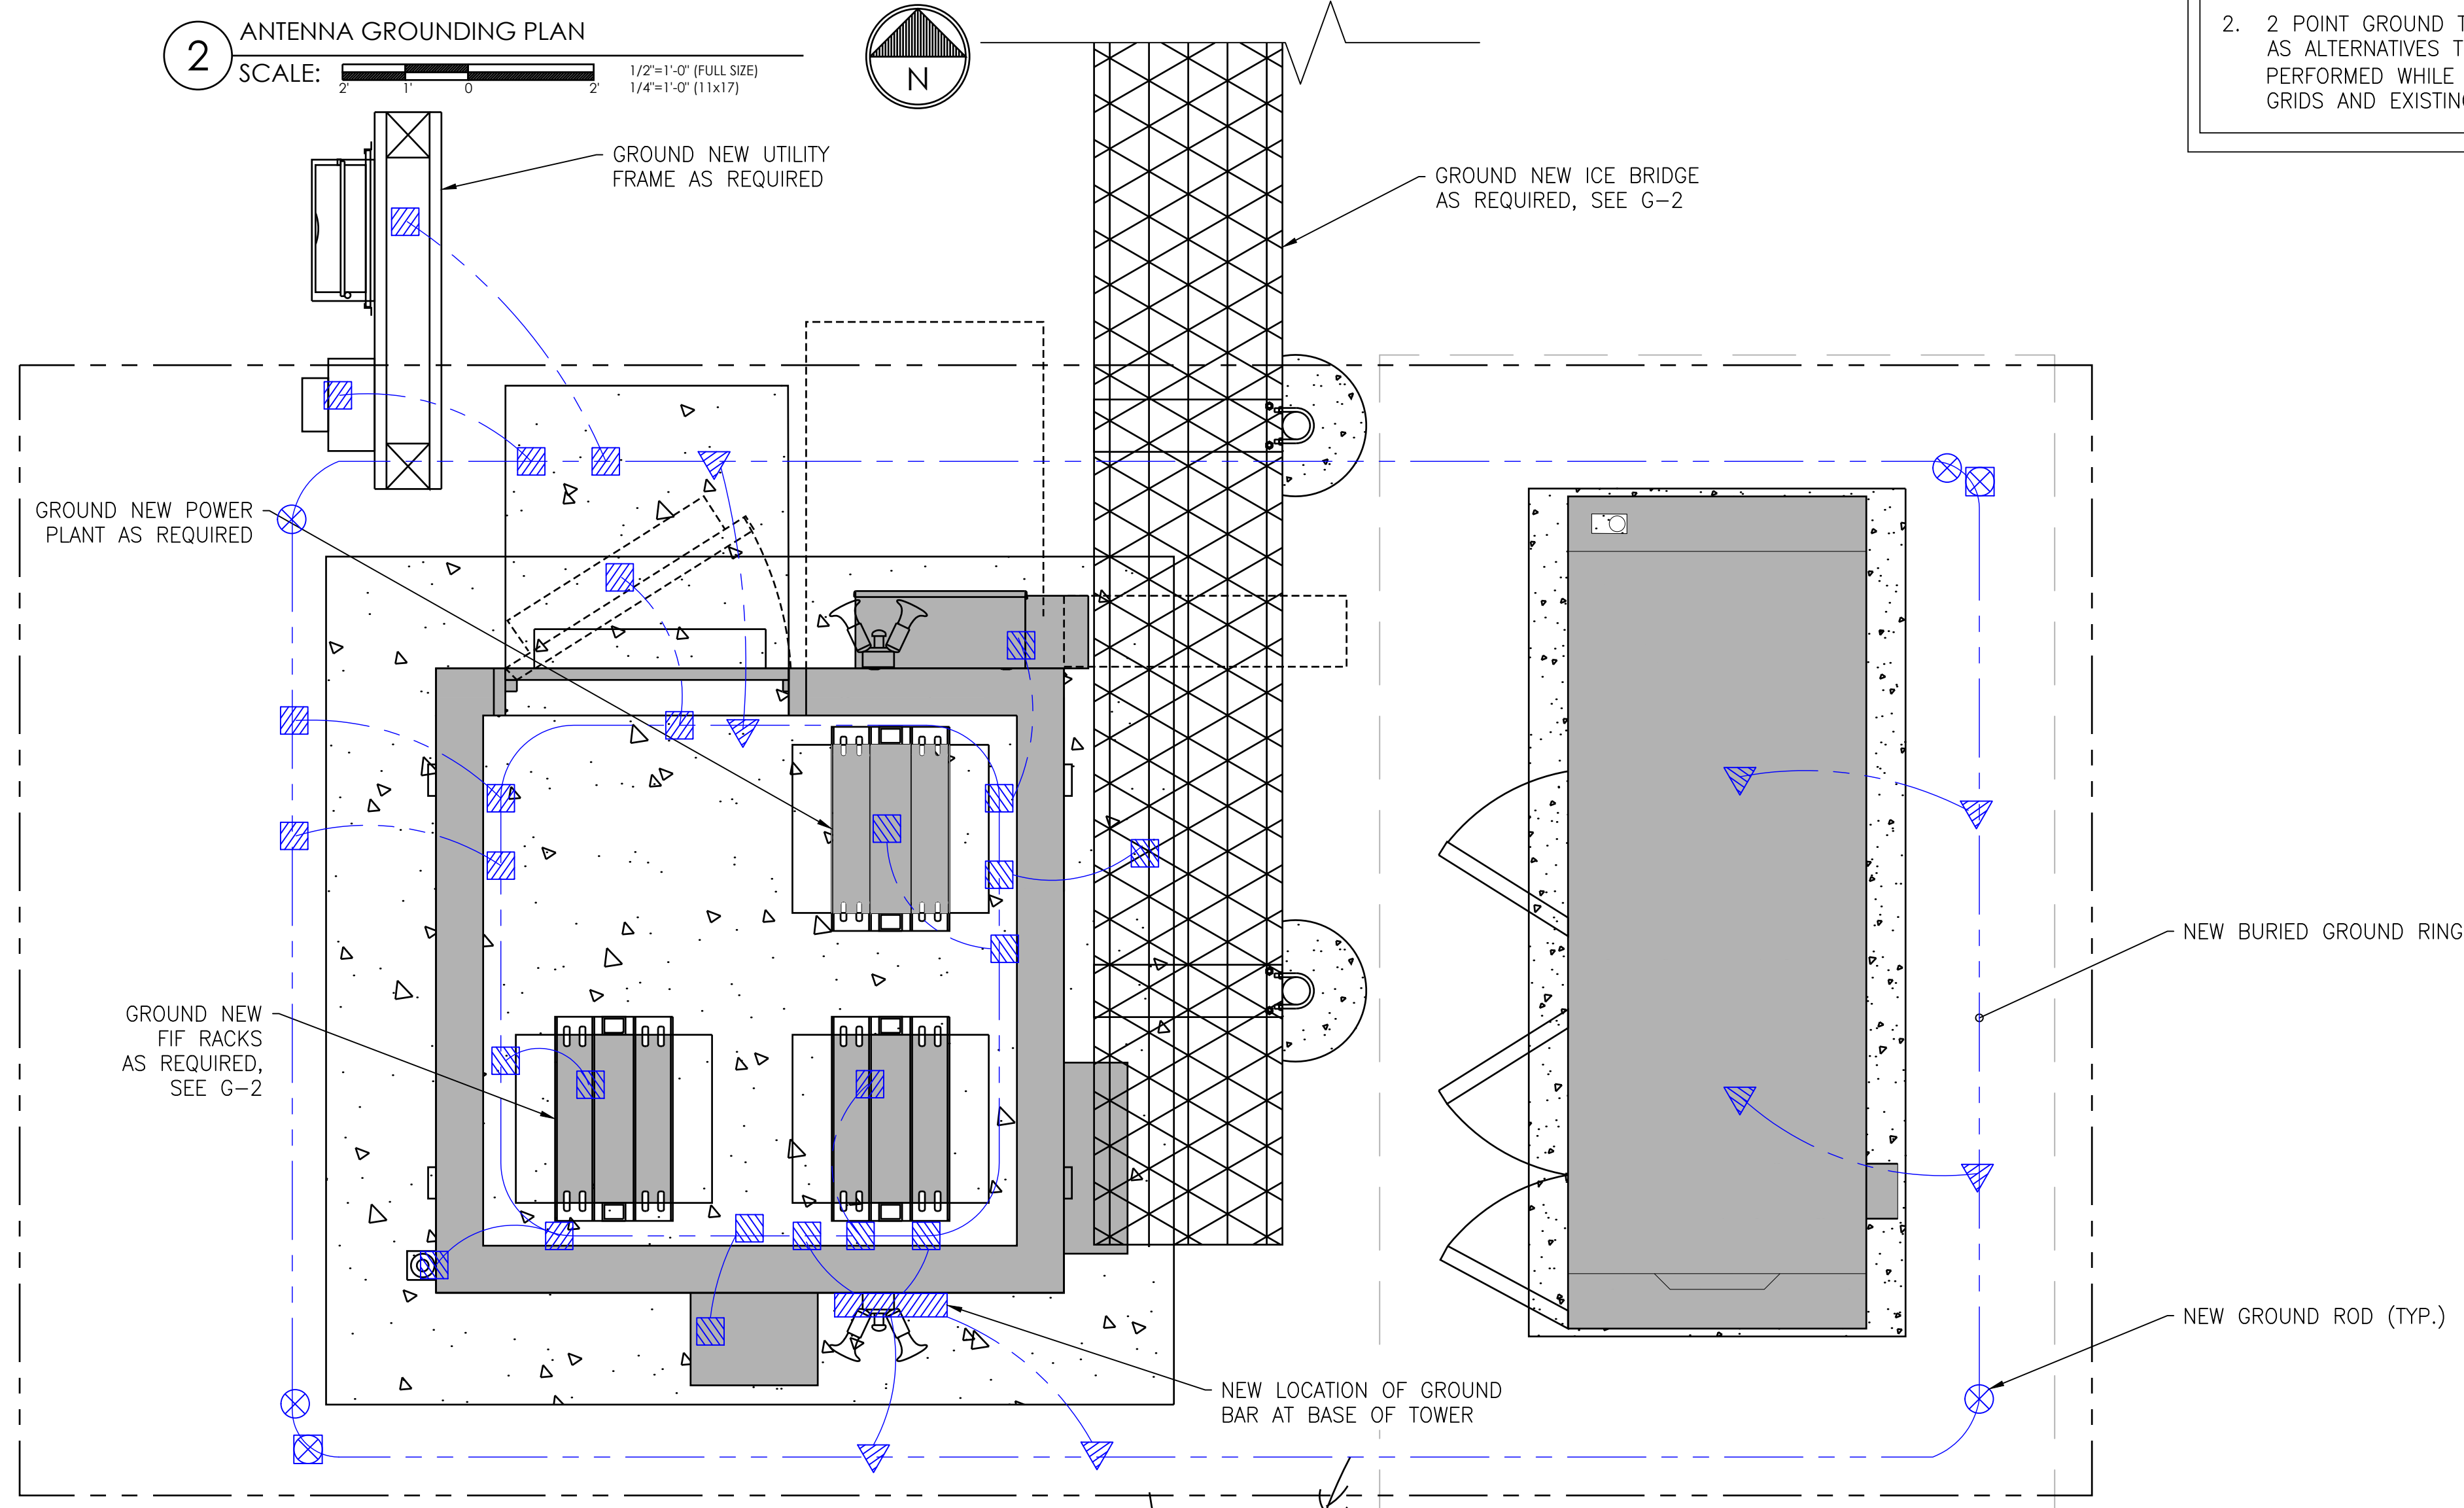 2
ANTENNA GROUNDING PLAN
SCALE:
2' 1' 0 2'
1/2"=1'-0" (FULL SIZE)
1/4"=1'-0" (11x17)
N
2. 2 POINT GROUND
AS ALTERNATIVES
PERFORMED WHILE
GRIDS AND
GROUND NEW UTILITY
FRAME AS REQUIRED
GROUND NEW ICE BRIDGE
AS REQUIRED, SEE G-2
GROUND NEW POWER
PLANT AS REQUIRED
NEW BURIED GROUND RING
GROUND NEW
FIF RACKS
AS REQUIRED,
SEE G-2
NEW GROUND ROD (TYP.)
NEW LOCATION OF GROUND
BAR AT BASE OF TOWER